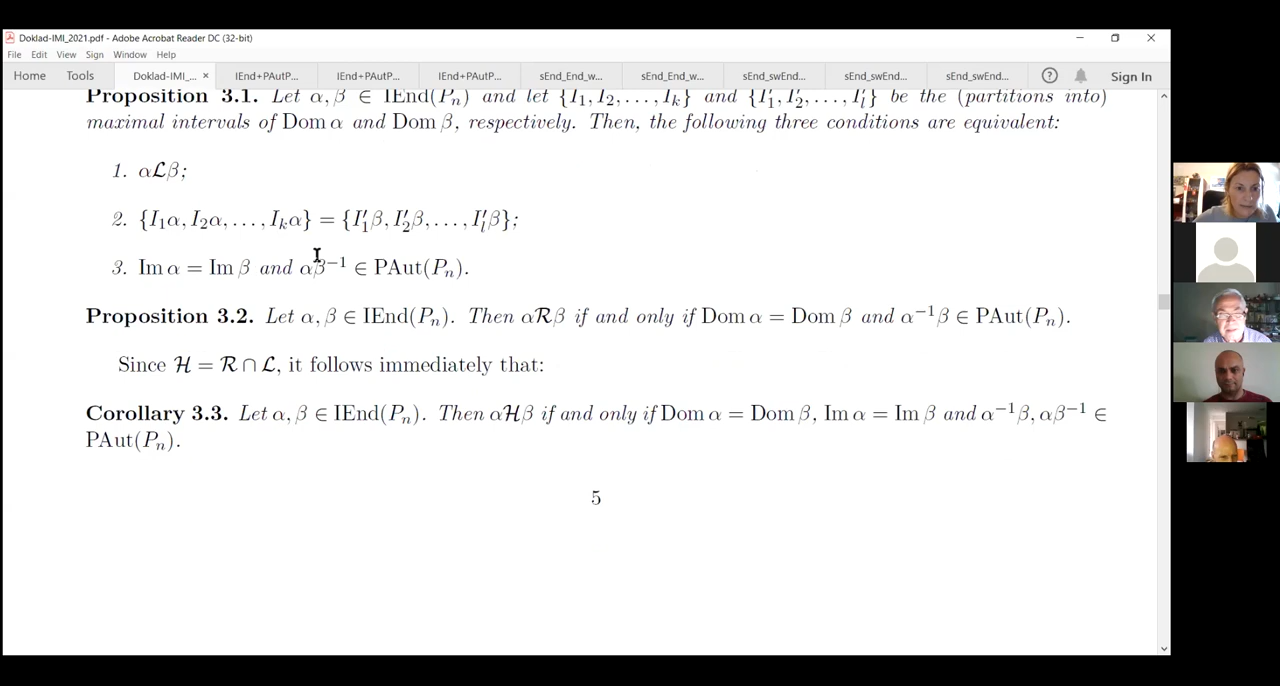 Doklad-IMI_2021.pdf - Adobe Acrobat Reader DC (32-bit)
File Edit View Sign Window Help
Home Tools Doklad-IMI_... × IEnd+PAutP... IEnd+PAutP... IEnd+PAutP... sEnd_End_w... sEnd_End_w... sEnd_swEnd... sEnd_swEnd... sEnd_swEnd... Sign In
Proposition 3.1. Let α, β ∈ IEnd(Pₙ) and let {I₁, I₂, . . . , Iₖ} and {I′₁, I′₂, . . . , I′ₗ} be the (partitions into)
maximal intervals of Dom α and Dom β, respectively. Then, the following three conditions are equivalent:
1. αℒβ;
2. {I₁α, I₂α, . . . , Iₖα} = {I′₁β, I′₂β, . . . , I′ₗβ};
3. Im α = Im β and αβ⁻¹ ∈ PAut(Pₙ).
Proposition 3.2. Let α, β ∈ IEnd(Pₙ). Then αℛβ if and only if Dom α = Dom β and α⁻¹β ∈ PAut(Pₙ).
Since ℋ = ℛ ∩ ℒ, it follows immediately that:
Corollary 3.3. Let α, β ∈ IEnd(Pₙ). Then αℋβ if and only if Dom α = Dom β, Im α = Im β and α⁻¹β, αβ⁻¹ ∈
PAut(Pₙ).
5